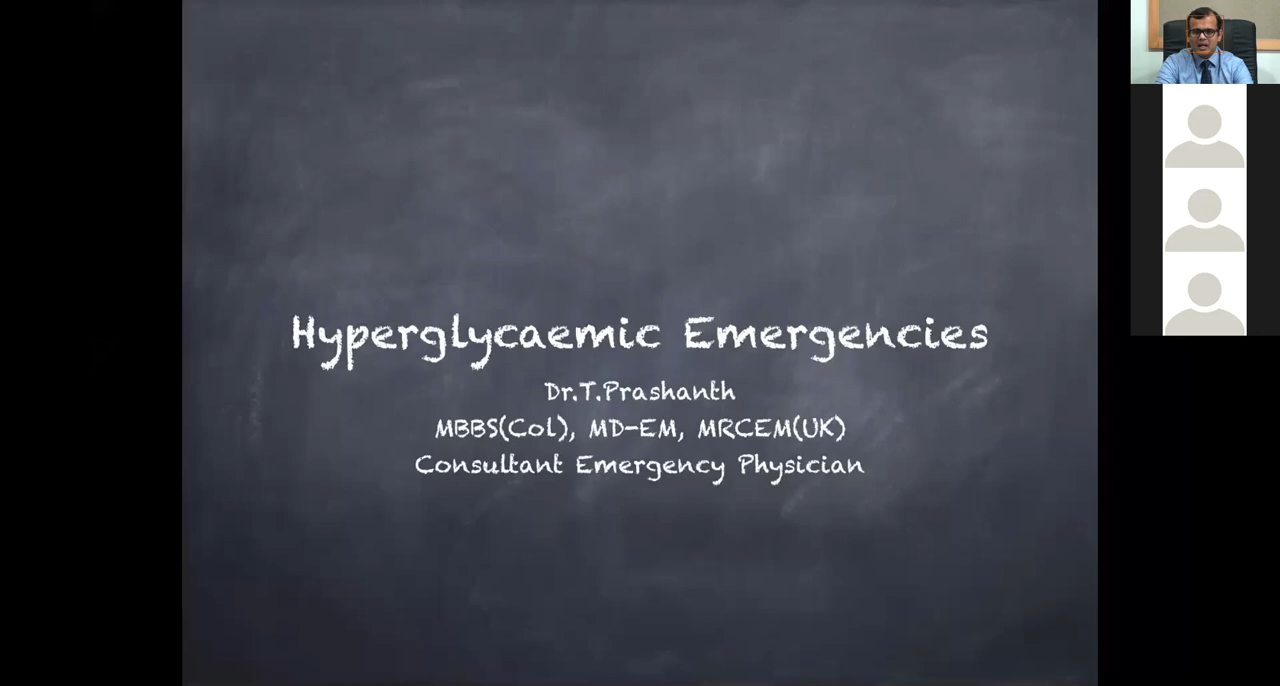 Hyperglycaemic Emergencies
Dr.T.Prashanth
MBBS(Col), MD-EM, MRCEM(UK)
Consultant Emergency Physician